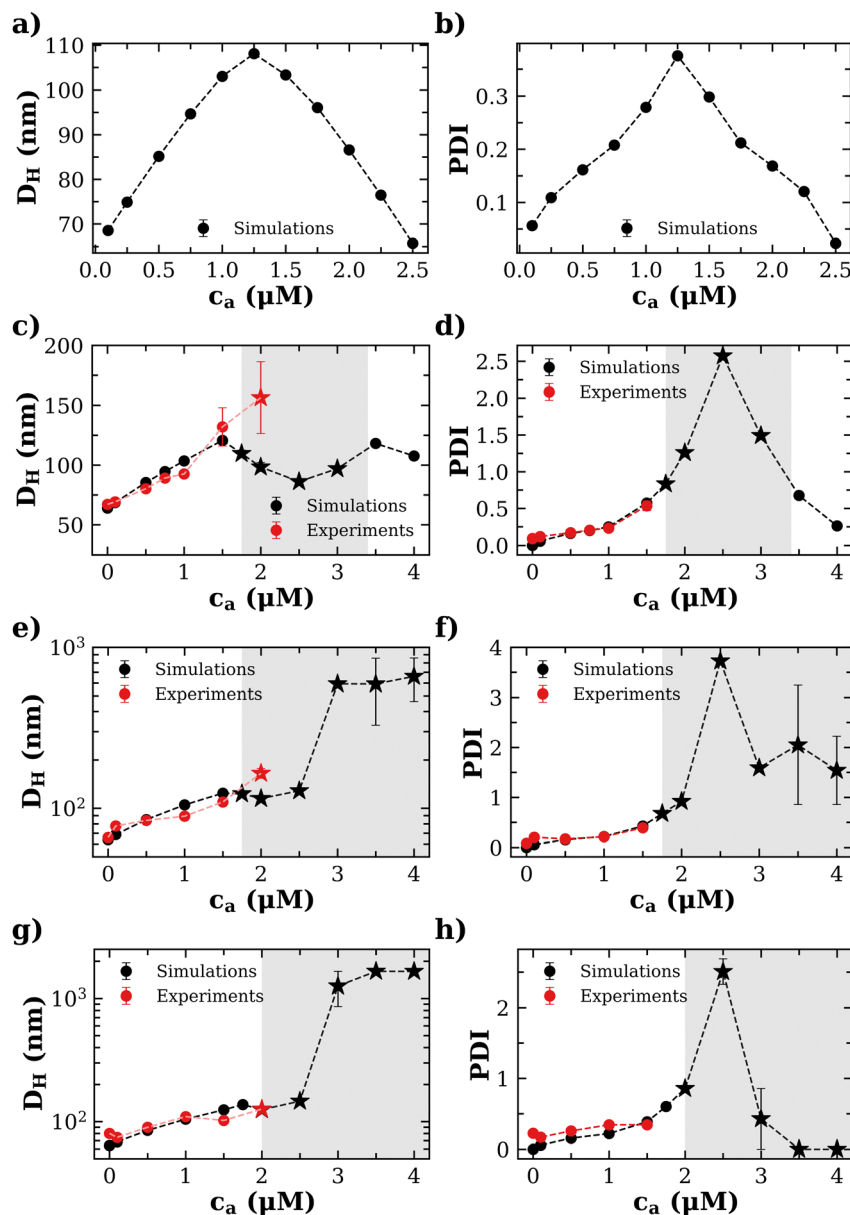 a)
110
100
90
80
70
D_H (nm)
Simulations
0.0 0.5 1.0 1.5 2.0 2.5
c_a (μM)
b)
0.3
0.2
0.1
PDI
Simulations
0.0 0.5 1.0 1.5 2.0 2.5
c_a (μM)
c)
200
150
100
50
D_H (nm)
Simulations
Experiments
0 1 2 3 4
c_a (μM)
d)
2.5
2.0
1.5
1.0
0.5
0.0
PDI
Simulations
Experiments
0 1 2 3 4
c_a (μM)
e)
10^3
10^2
D_H (nm)
Simulations
Experiments
0 1 2 3 4
c_a (μM)
f)
4
3
2
1
0
PDI
Simulations
Experiments
0 1 2 3 4
c_a (μM)
g)
10^3
10^2
D_H (nm)
Simulations
Experiments
0 1 2 3 4
c_a (μM)
h)
2
1
0
PDI
Simulations
Experiments
0 1 2 3 4
c_a (μM)